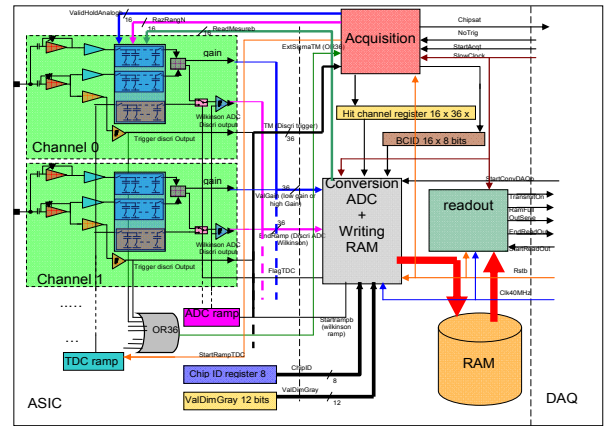 ValidHoldAnalogb
16
RazRangN
16
ReadMesureb
16
Acquisition
Chipsat
NoTrig
StartAcqt
SlowClock
ExtSigmaTM (OR36)
gain
Wilkinson ADC
Discri output
Trigger discri Output
TM (Discri trigger)
36
Channel 0
Hit channel register 16 x 36 x
BCID 16 x 8 bits
gain
Wilkinson ADC
Discri output
Trigger discri Output
Channel 1
36
ValGain (low gain or
high Gain)
36
EndRamp (Discri ADC
Wilkinson)
FlagTDC
Conversion
ADC
+
Writing
RAM
StartConvDAQb
readout
TransmitOn
RamFull
OutSerie
EndReadOut
StartReadOut
Rstb
Clk40MHz
.....
...
ADC ramp
Startrampb
(wilkinson
ramp)
OR36
TDC ramp
StartRampTDC
RAM
Chip ID register 8
ChipID
8
ValDimGray 12 bits
ValDimGray
12
ASIC
DAQ